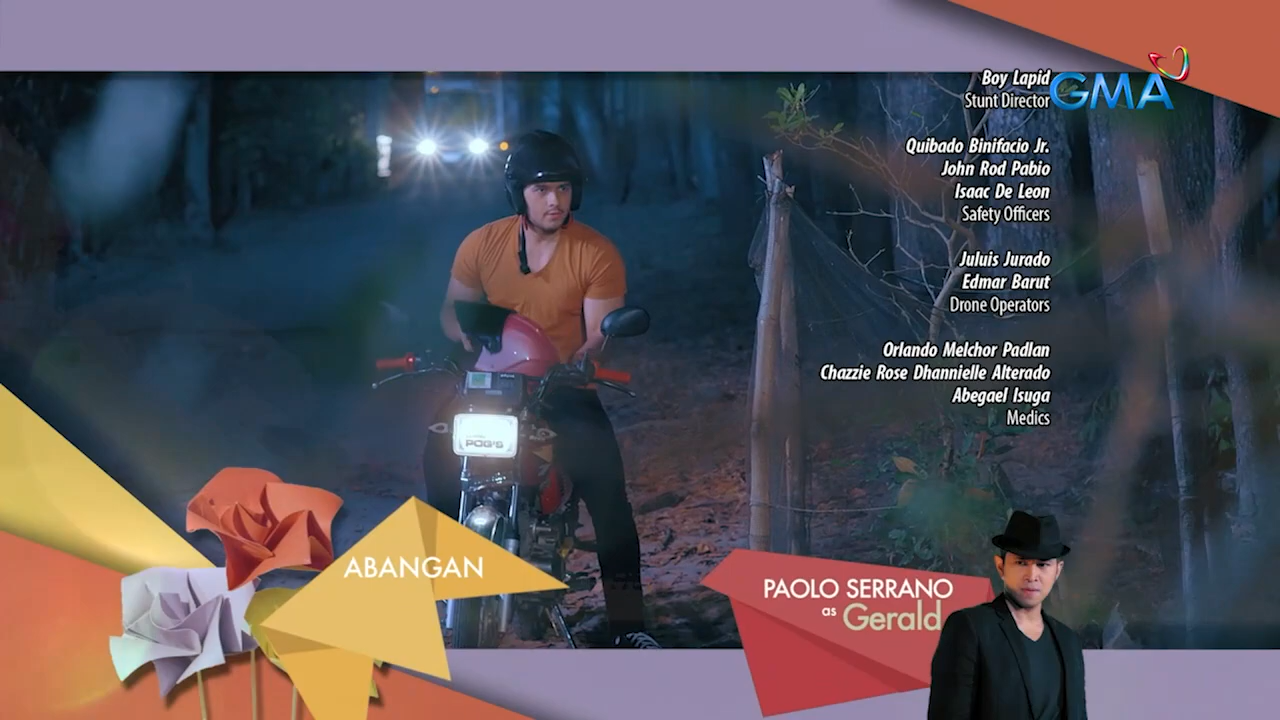 Boy Lapid
Stunt Director
GMA
Quibado Binifacio Jr.
John Rod Pabio
Isaac De Leon
Safety Officers
Juluis Jurado
Edmar Barut
Drone Operators
Orlando Melchor Padlan
Chazzie Rose Dhannielle Alterado
Abegael Isuga
Medics
POG'S
ABANGAN
PAOLO SERRANO
as Gerald